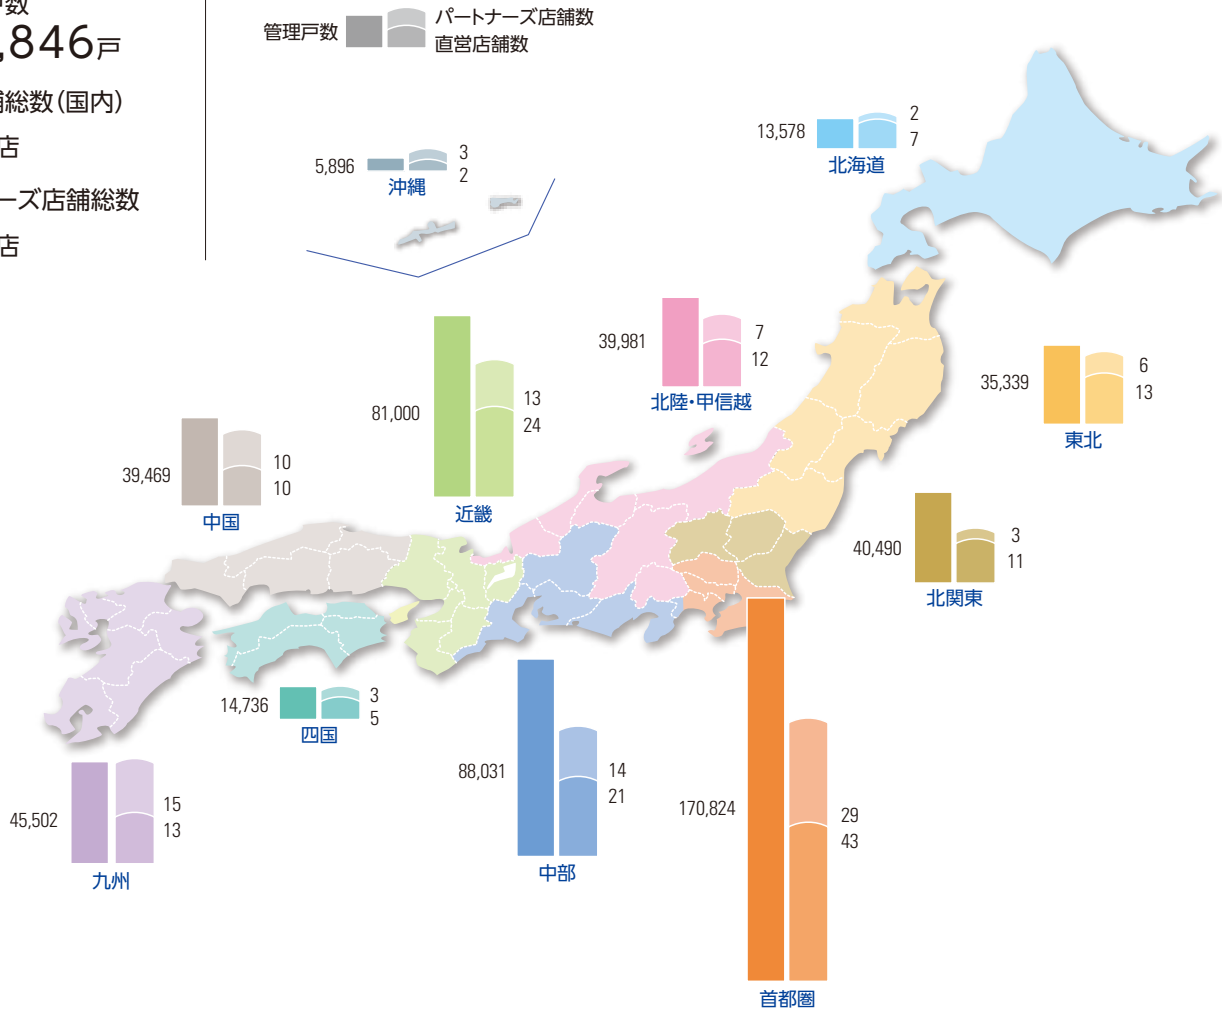 戸数
,846戸
舗総数（国内）
店
ーズ店舗総数
店
管理戸数
パートナーズ店舗数
直営店舗数
13,578
2
7
北海道
5,896
3
2
沖縄
39,981
7
12
北陸・甲信越
81,000
13
24
近畿
35,339
6
13
東北
39,469
10
10
中国
40,490
3
11
北関東
14,736
3
5
四国
88,031
14
21
中部
170,824
29
43
首都圏
45,502
15
13
九州